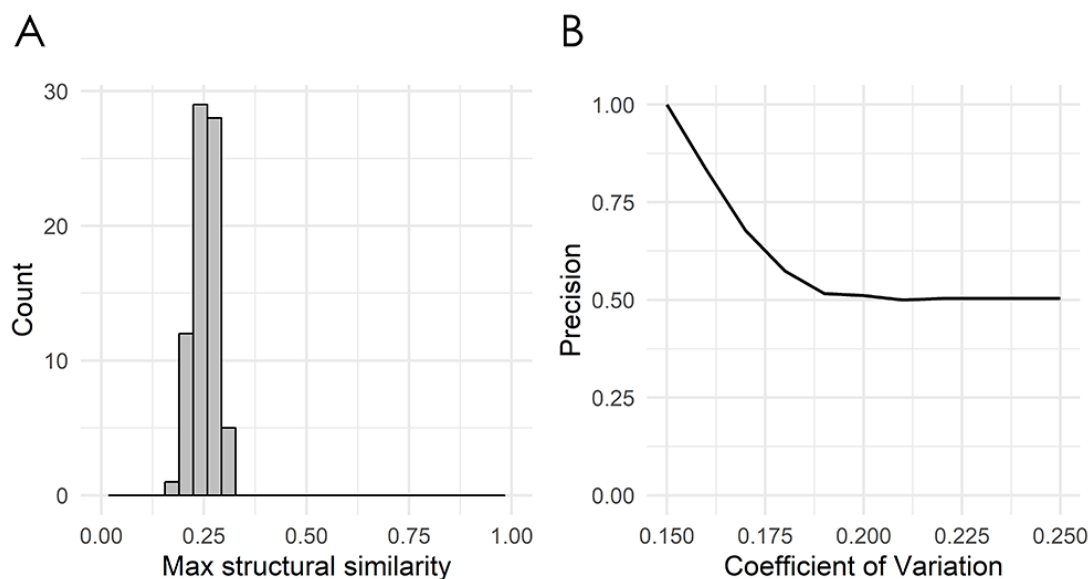 A
Count
30
20
10
0
0.00 0.25 0.50 0.75 1.00
Max structural similarity
B
Precision
1.00
0.75
0.50
0.25
0.00
0.150 0.175 0.200 0.225 0.250
Coefficient of Variation